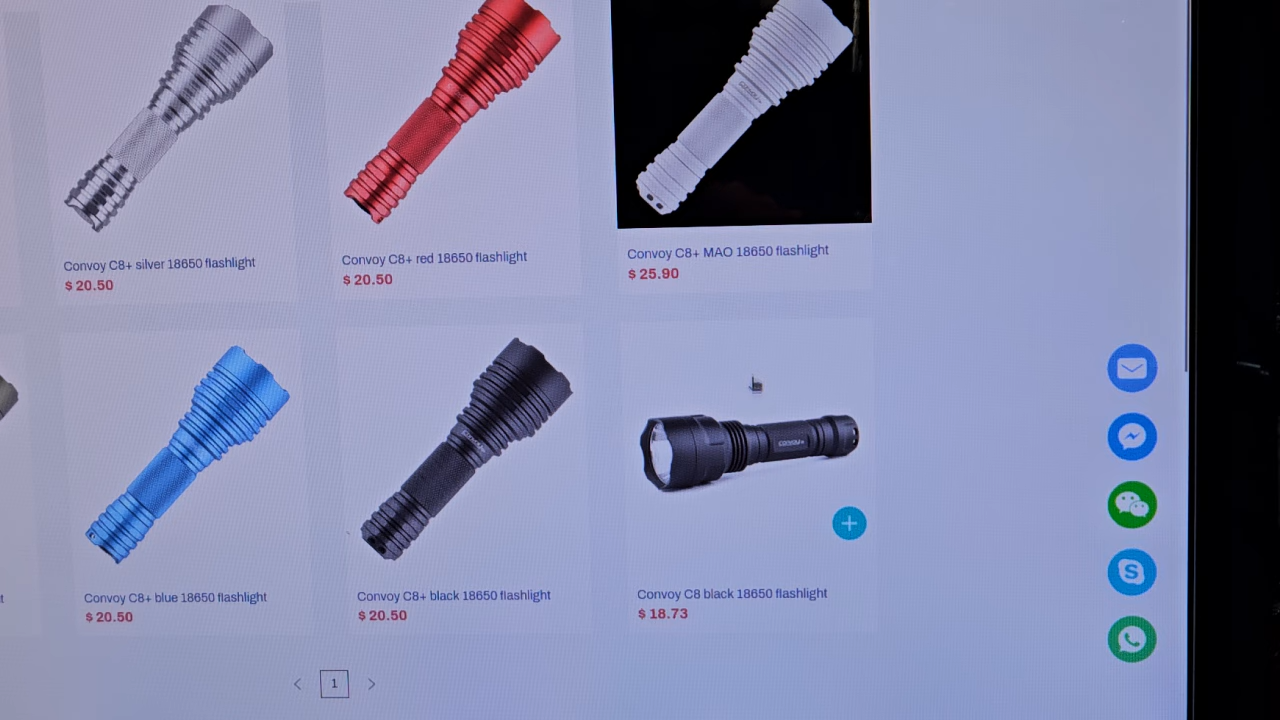 Convoy C8+ silver 18650 flashlight
$ 20.50
Convoy C8+ red 18650 flashlight
$ 20.50
Convoy C8+ MAO 18650 flashlight
$ 25.90
CONVOY
t
Convoy C8+ blue 18650 flashlight
$ 20.50
Convoy C8+ black 18650 flashlight
$ 20.50
Convoy C8 black 18650 flashlight
$ 18.73
1